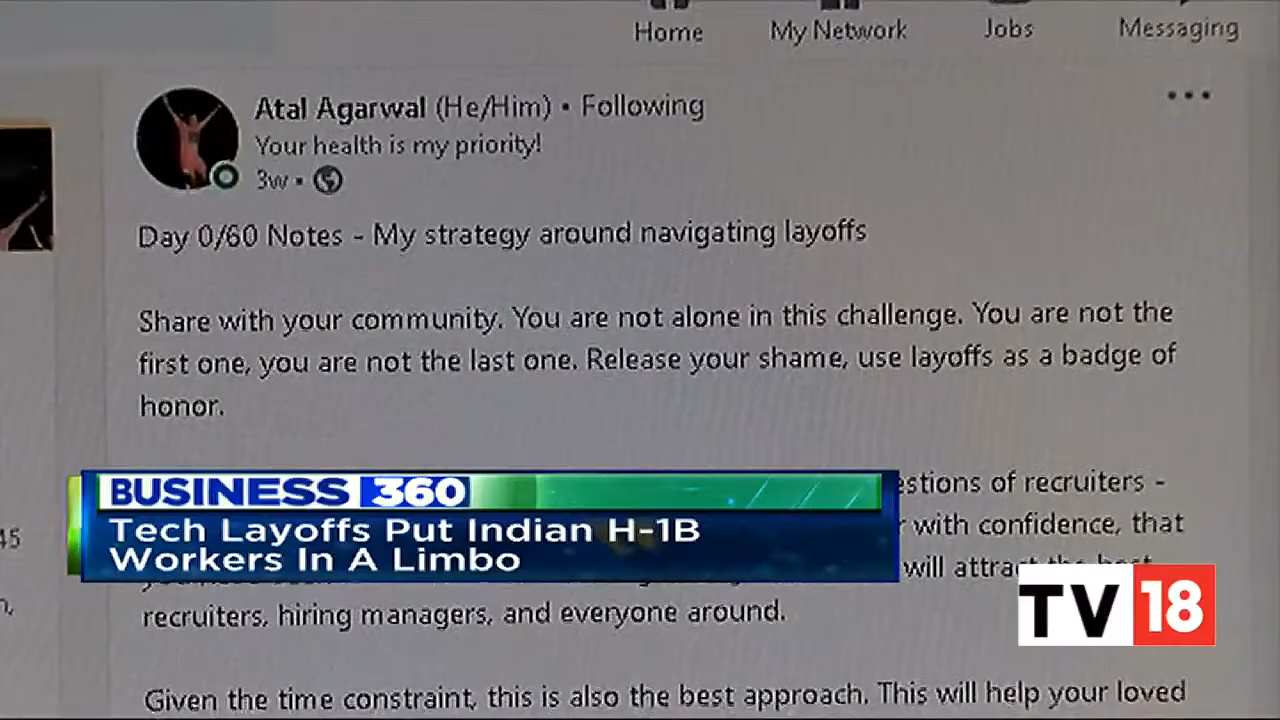 Home My Network Jobs Messaging
Atal Agarwal (He/Him) • Following
Your health is my priority!
3w •
Day 0/60 Notes - My strategy around navigating layoffs
Share with your community. You are not alone in this challenge. You are not the
first one, you are not the last one. Release your shame, use layoffs as a badge of
honor.
of recruiters -
BUSINESS 360
with confidence, that
Tech Layoffs Put Indian H-1B
Workers In A Limbo
45
will attract the best
TV18
recruiters, hiring managers, and everyone around.
Given the time constraint, this is also the best approach. This will help your loved